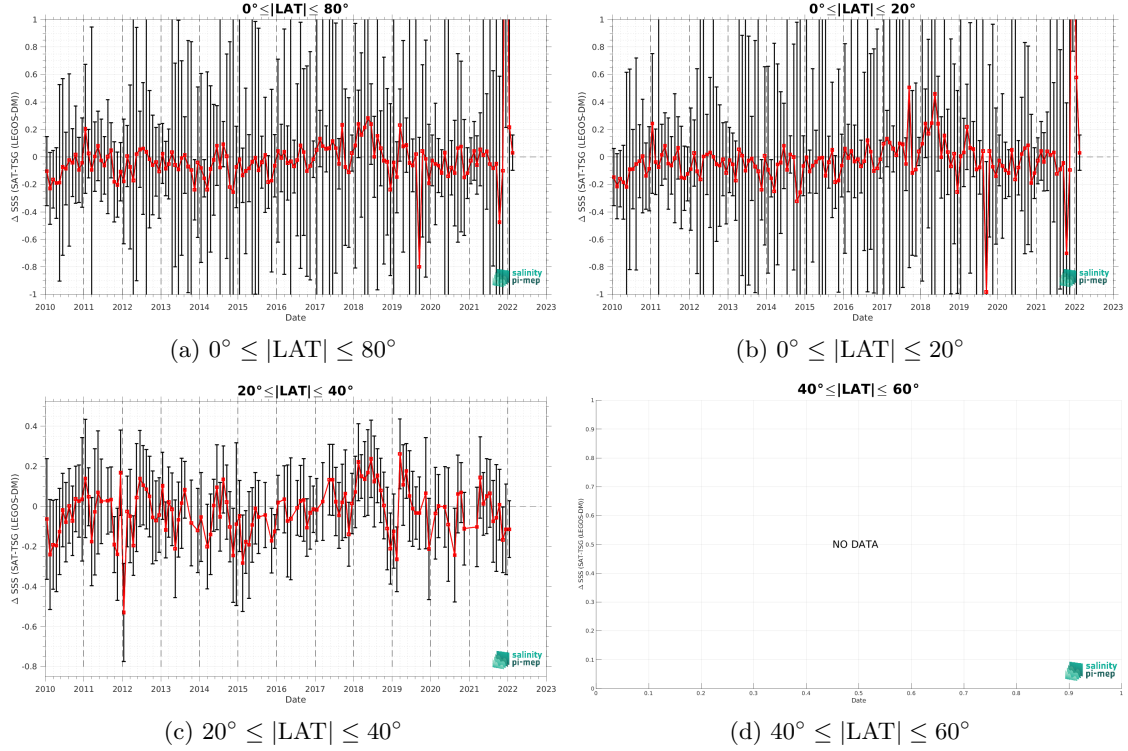 0°≤|LAT|≤ 80°
Δ SSS (SAT-TSG (LEGOS-DM))
1
0.8
0.6
0.4
0.2
0
-0.2
-0.4
-0.6
-0.8
-1
2010 2011 2012 2013 2014 2015 2016 2017 2018 2019 2020 2021 2022 2023
Date
salinity
pi-mep
(a) 0° ≤ |LAT| ≤ 80°
0°≤|LAT|≤ 20°
Δ SSS (SAT-TSG (LEGOS-DM))
1
0.8
0.6
0.4
0.2
0
-0.2
-0.4
-0.6
-0.8
-1
2010 2011 2012 2013 2014 2015 2016 2017 2018 2019 2020 2021 2022 2023
Date
salinity
pi-mep
(b) 0° ≤ |LAT| ≤ 20°
20°≤|LAT|≤ 40°
Δ SSS (SAT-TSG (LEGOS-DM))
0.4
0.2
0
-0.2
-0.4
-0.6
-0.8
2010 2011 2012 2013 2014 2015 2016 2017 2018 2019 2020 2021 2022 2023
Date
salinity
pi-mep
(c) 20° ≤ |LAT| ≤ 40°
40°≤|LAT|≤ 60°
Δ SSS (SAT-TSG (LEGOS-DM))
1
0.9
0.8
0.7
0.6
0.5
0.4
0.3
0.2
0.1
0
NO DATA
0 0.1 0.2 0.3 0.4 0.5 0.6 0.7 0.8 0.9 1
Date
salinity
pi-mep
(d) 40° ≤ |LAT| ≤ 60°